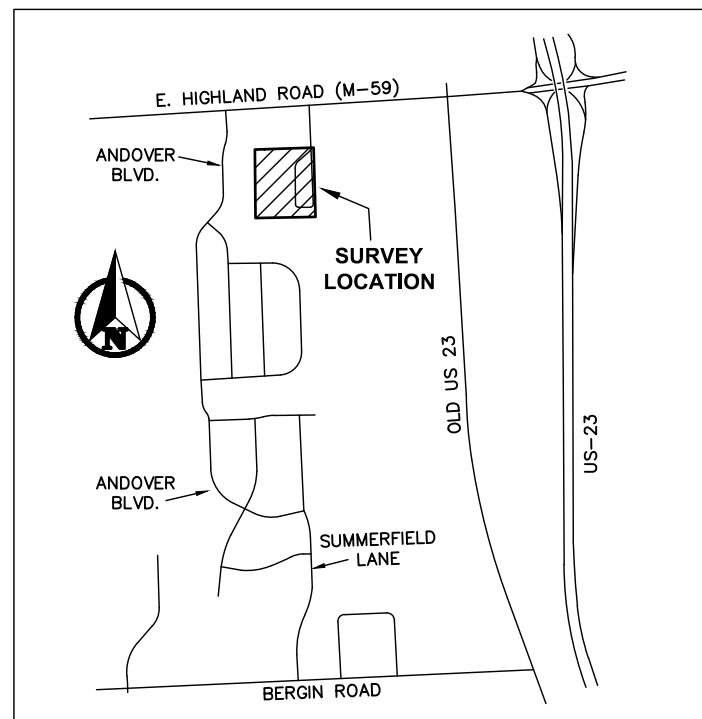 E. HIGHLAND ROAD (M-59)
ANDOVER
BLVD.
SURVEY
LOCATION
N
OLD US 23
US-23
ANDOVER
BLVD.
SUMMERFIELD
LANE
BERGIN ROAD